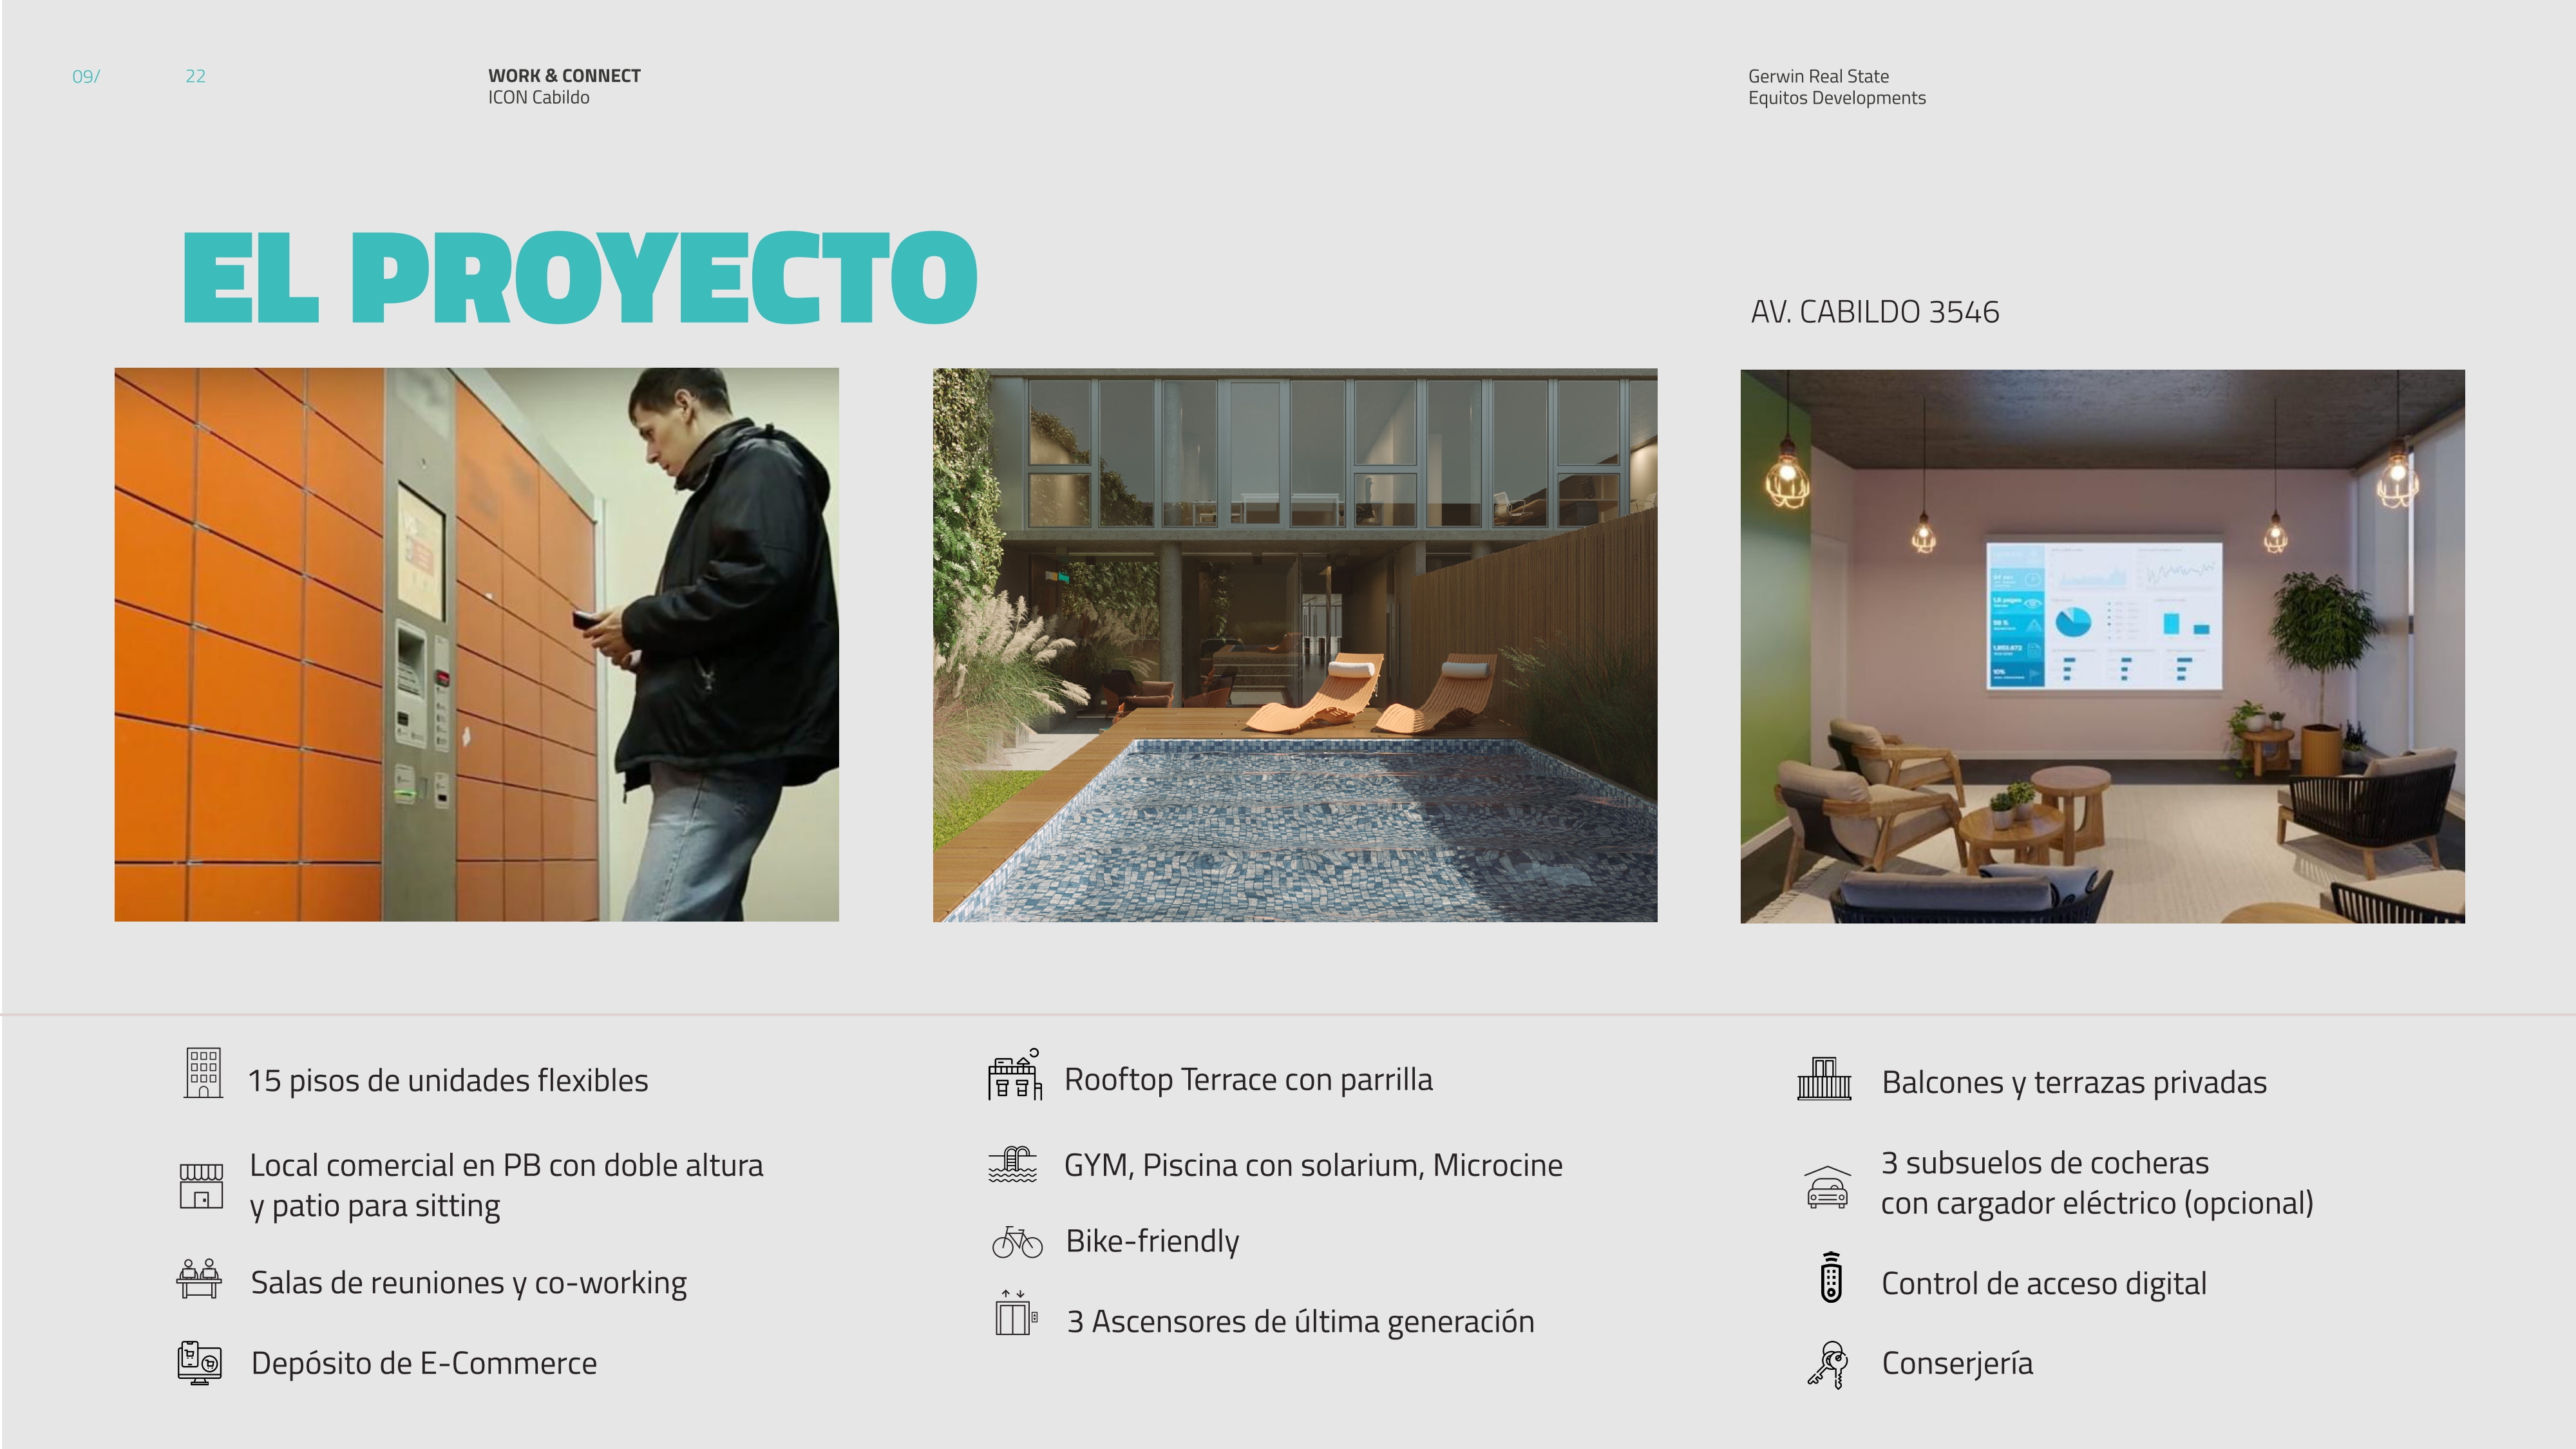 09/ 22
WORK & CONNECT
ICON Cabildo
Gerwin Real State
Equitos Developments
EL PROYECTO
AV. CABILDO 3546
15 pisos de unidades flexibles
Local comercial en PB con doble altura
y patio para sitting
Salas de reuniones y co-working
Depósito de E-Commerce
Rooftop Terrace con parrilla
GYM, Piscina con solarium, Microcine
Bike-friendly
3 Ascensores de última generación
Balcones y terrazas privadas
3 subsuelos de cocheras
con cargador eléctrico (opcional)
Control de acceso digital
Conserjería